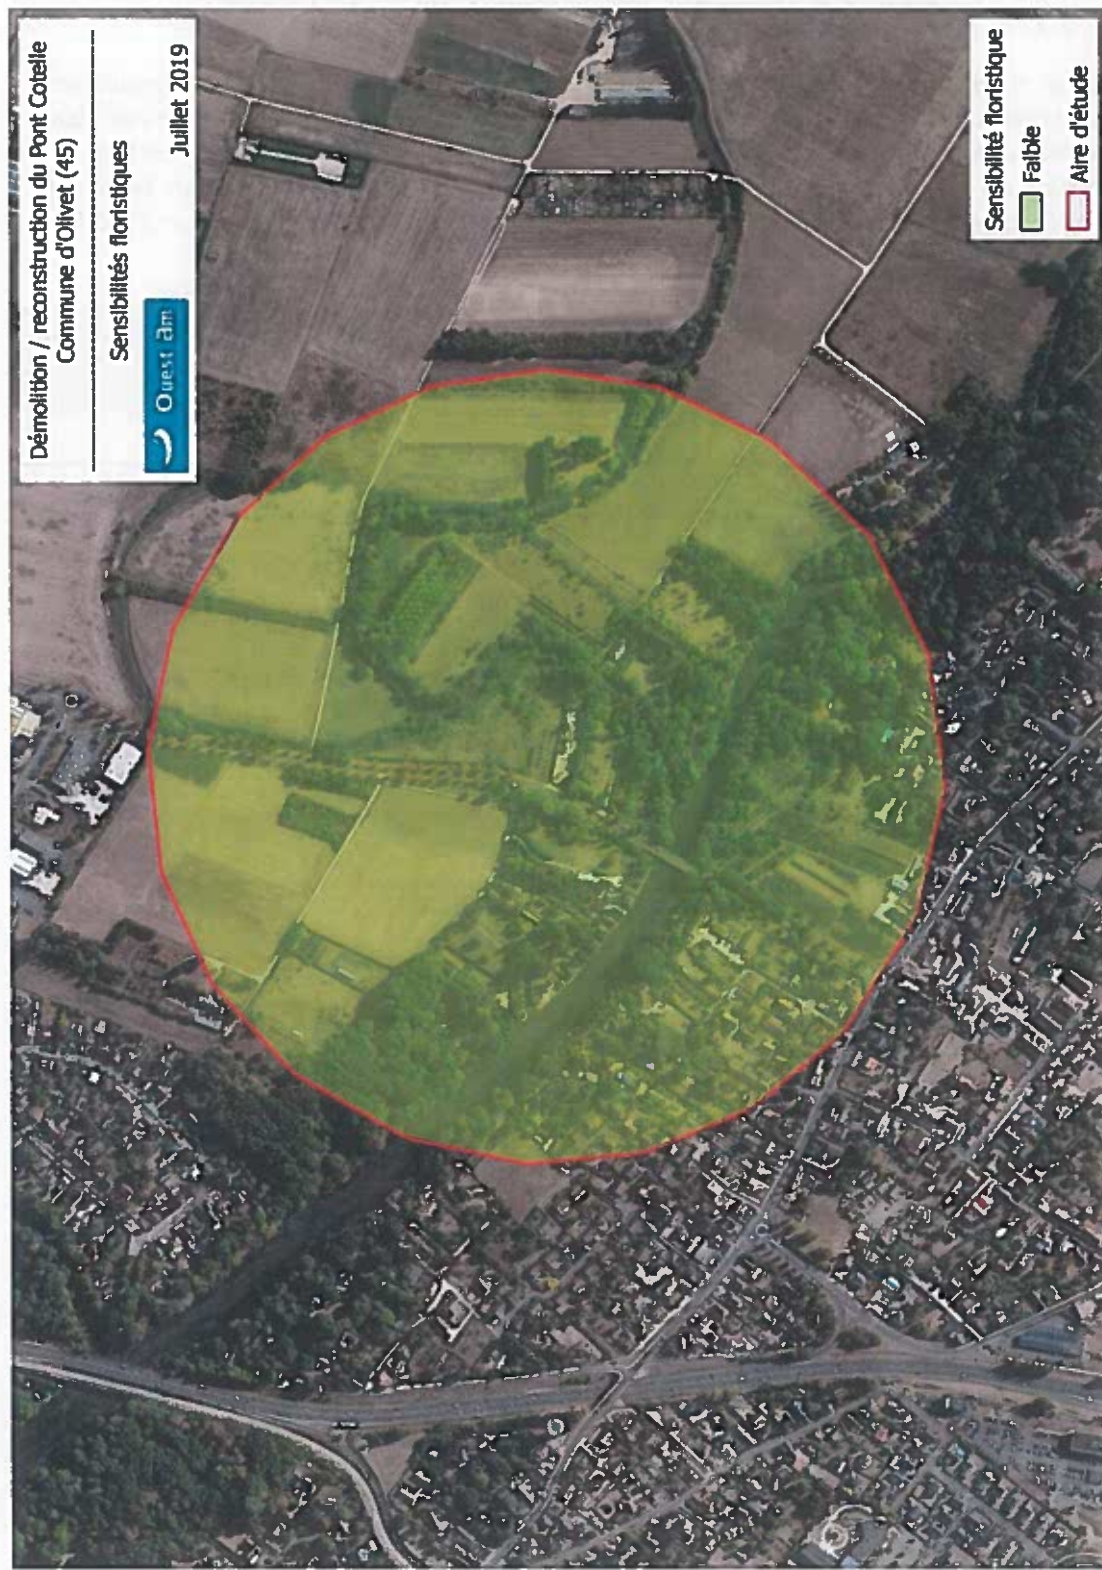 Démolition / reconstruction du Pont Cotelle
Commune d'Olivet (45)
Sensibilités floristiques
Juillet 2019
Ouest am
Sensibilité floristique
Faible
Aire d'étude